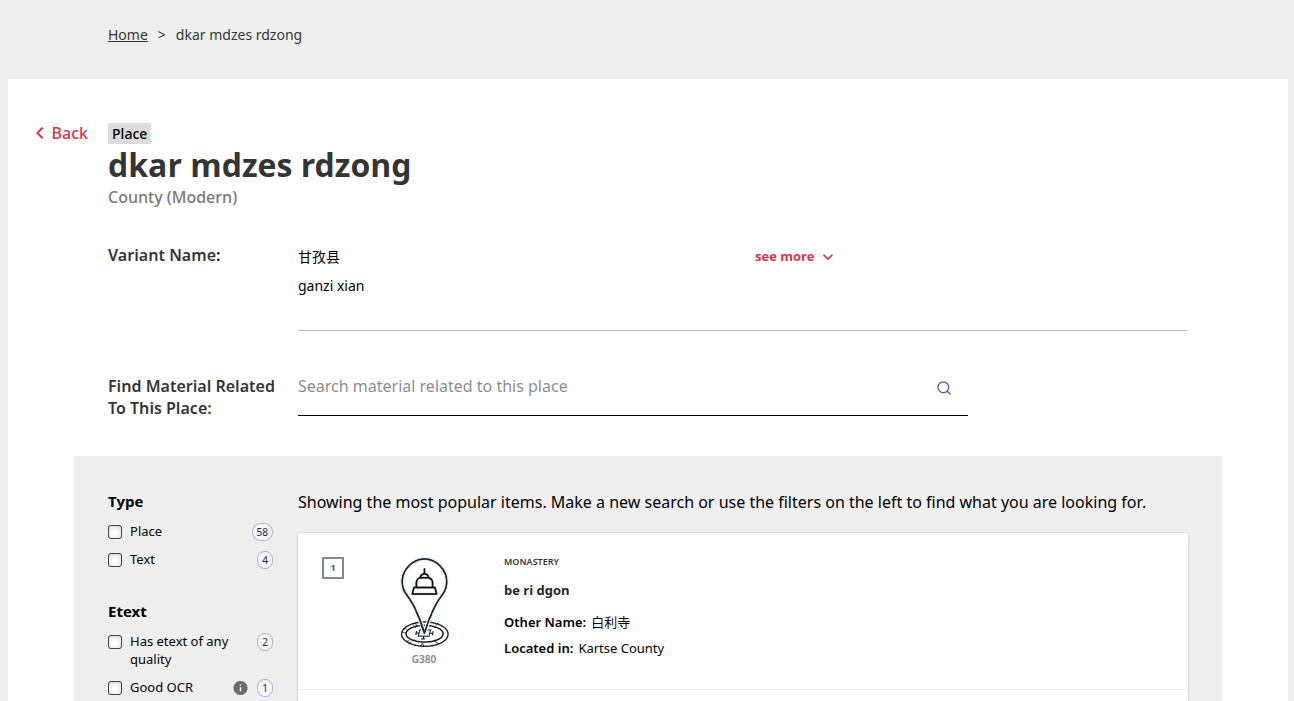 Home > dkar mdzes rdzong
Back
Place
dkar mdzes rdzong
County (Modern)
Variant Name:
甘孜县
see more
ganzi xian
Find Material Related To This Place:
Search material related to this place
Type
Place 58
Text 4
Etext
Has etext of any quality 2
Good OCR i 1
Showing the most popular items. Make a new search or use the filters on the left to find what you are looking for.
1
G380
MONASTERY
be ri dgon
Other Name: 白利寺
Located in: Kartse County